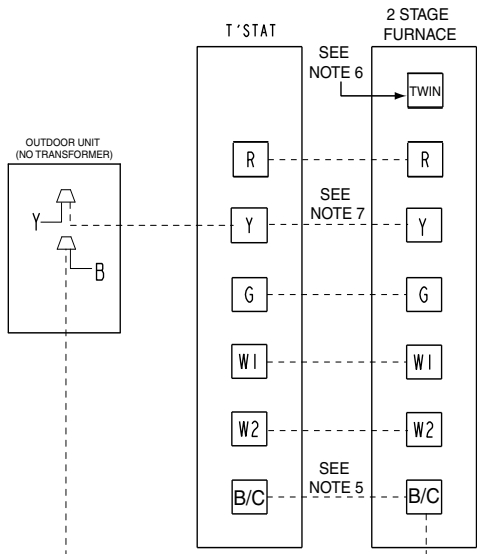 2 STAGE
FURNACE
T'STAT
SEE
NOTE 6
TWIN
OUTDOOR UNIT
(NO TRANSFORMER)
R
R
SEE
NOTE 7
Y
Y
Y
B
G
G
W1
W1
W2
W2
SEE
NOTE 5
B/C
B/C